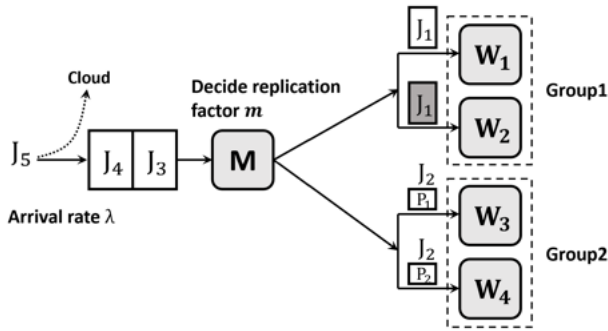 Cloud
J₅
Arrival rate λ
J₄ J₃
Decide replication
factor m
M
J₁
W₁
J₁
W₂
Group1
J₂
P₁
W₃
J₂
P₂
W₄
Group2